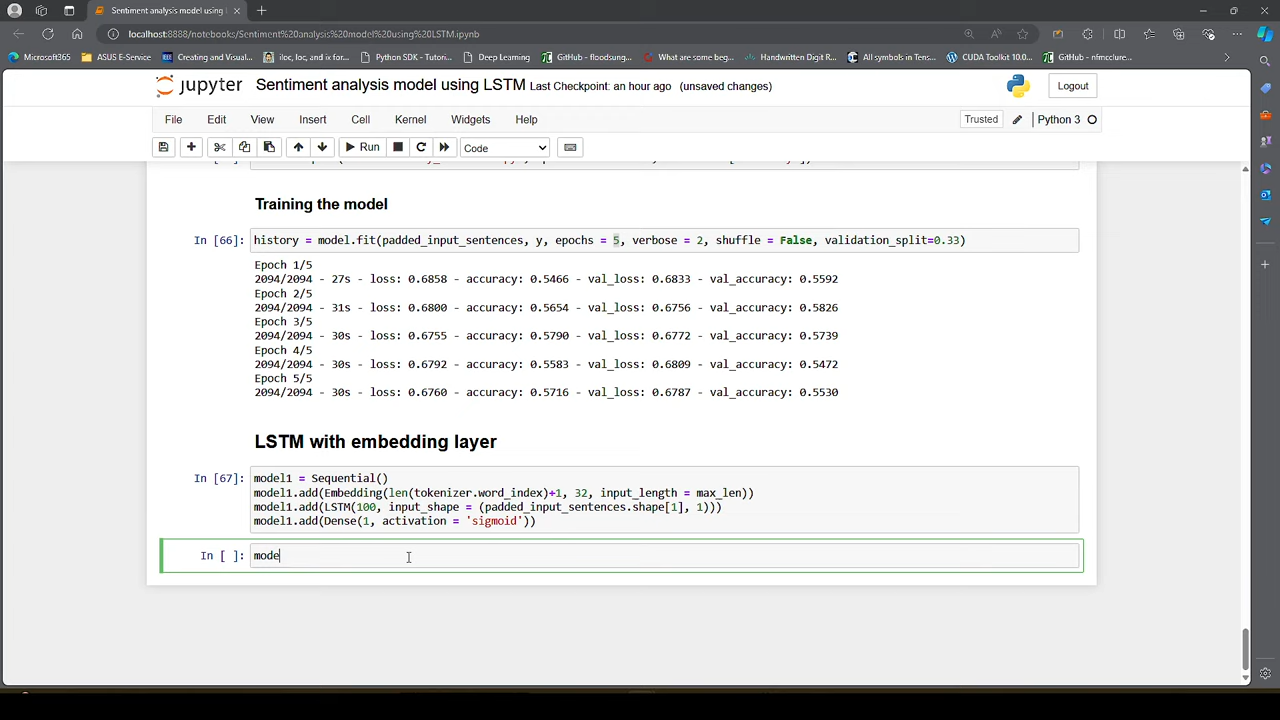 Sentiment analysis model using
localhost:8888/notebooks/Sentiment%20analysis%20model%20using%20LSTM.ipynb
Microsoft365 ASUS E-Service Creating and Visual... iloc, loc, and ix for... Python SDK - Tutori... Deep Learning GitHub - floodsung... What are some beg... Handwritten Digit R... All symbols in Tens... CUDA Toolkit 10.0... GitHub - nfmcclure...
jupyter Sentiment analysis model using LSTM Last Checkpoint: an hour ago (unsaved changes) Logout
File Edit View Insert Cell Kernel Widgets Help Trusted Python 3
Run Code
Training the model
In [66]: history = model.fit(padded_input_sentences, y, epochs = 5, verbose = 2, shuffle = False, validation_split=0.33)
Epoch 1/5
2094/2094 - 27s - loss: 0.6858 - accuracy: 0.5466 - val_loss: 0.6833 - val_accuracy: 0.5592
Epoch 2/5
2094/2094 - 31s - loss: 0.6800 - accuracy: 0.5654 - val_loss: 0.6756 - val_accuracy: 0.5826
Epoch 3/5
2094/2094 - 30s - loss: 0.6755 - accuracy: 0.5790 - val_loss: 0.6772 - val_accuracy: 0.5739
Epoch 4/5
2094/2094 - 30s - loss: 0.6792 - accuracy: 0.5583 - val_loss: 0.6809 - val_accuracy: 0.5472
Epoch 5/5
2094/2094 - 30s - loss: 0.6760 - accuracy: 0.5716 - val_loss: 0.6787 - val_accuracy: 0.5530
LSTM with embedding layer
In [67]: model1 = Sequential()
model1.add(Embedding(len(tokenizer.word_index)+1, 32, input_length = max_len))
model1.add(LSTM(100, input_shape = (padded_input_sentences.shape[1], 1)))
model1.add(Dense(1, activation = 'sigmoid'))
In [ ]: mode